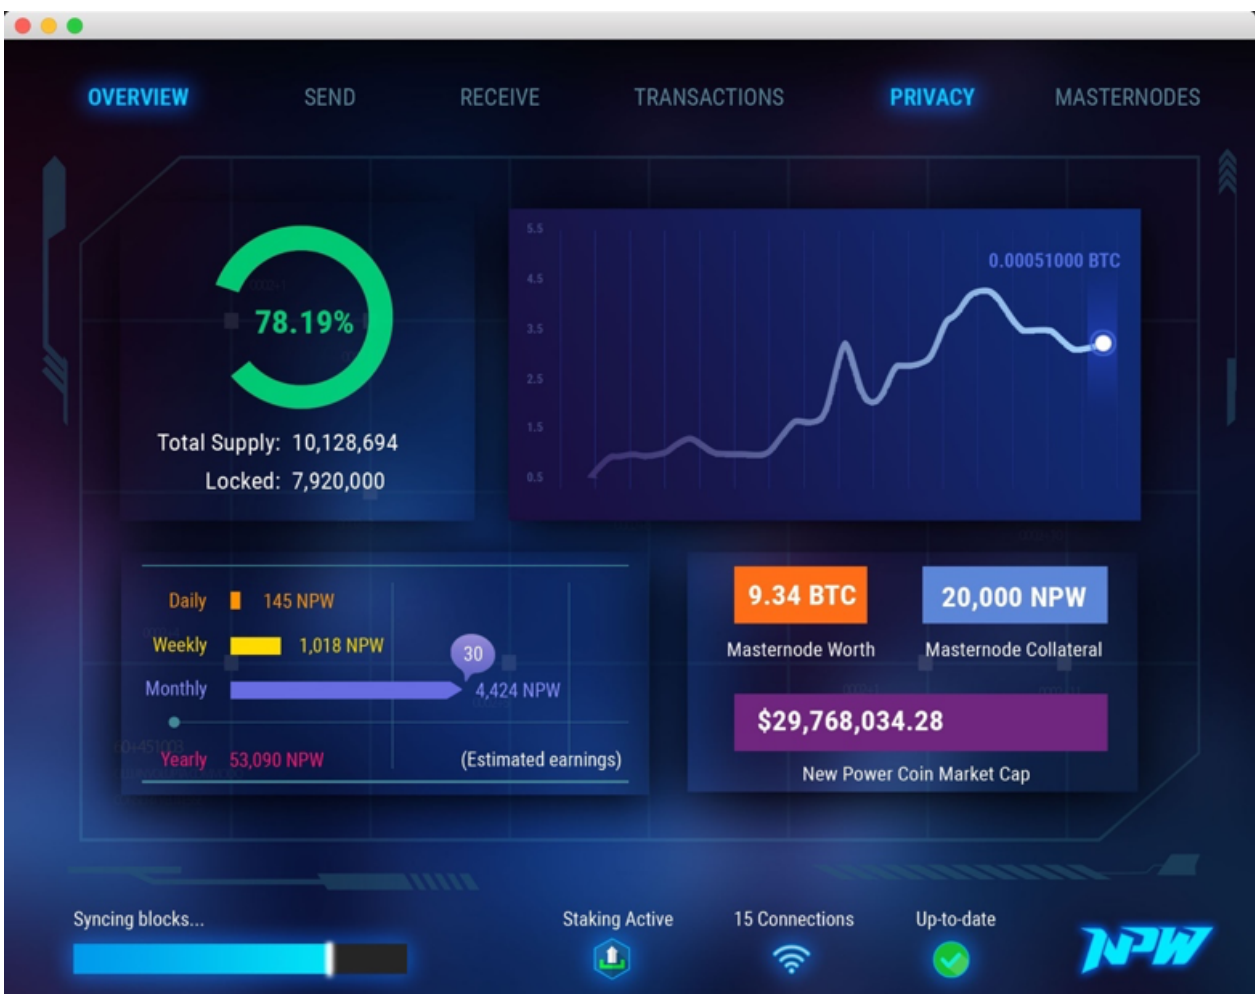 OVERVIEW SEND RECEIVE TRANSACTIONS PRIVACY MASTERNODES
78.19%
Total Supply: 10,128,694
Locked: 7,920,000
0.00051000 BTC
5.5
4.5
3.5
2.5
1.5
0.5
Daily 145 NPW
Weekly 1,018 NPW
30
Monthly 4,424 NPW
Yearly 53,090 NPW (Estimated earnings)
9.34 BTC 20,000 NPW
Masternode Worth Masternode Collateral
$29,768,034.28
New Power Coin Market Cap
Syncing blocks... Staking Active 15 Connections Up-to-date
NPW